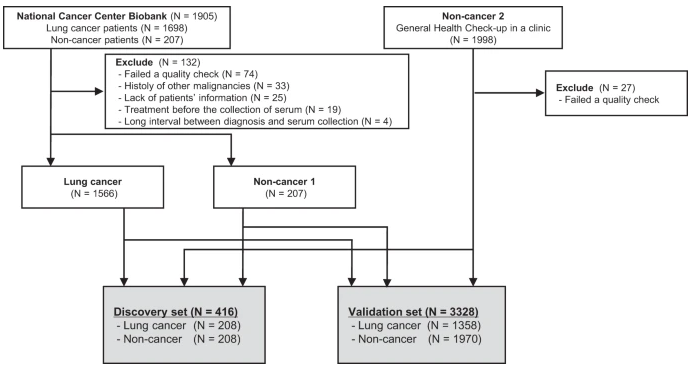 National Cancer Center Biobank (N = 1905)
Lung cancer patients (N = 1698)
Non-cancer patients (N = 207)
Non-cancer 2
General Health Check-up in a clinic
(N = 1998)
Exclude (N = 132)
- Failed a quality check (N = 74)
- Histoly of other malignancies (N = 33)
- Lack of patients' information (N = 25)
- Treatment before the collection of serum (N = 19)
- Long interval between diagnosis and serum collection (N = 4)
Exclude (N = 27)
- Failed a quality check
Lung cancer
(N = 1566)
Non-cancer 1
(N = 207)
Discovery set (N = 416)
- Lung cancer (N = 208)
- Non-cancer (N = 208)
Validation set (N = 3328)
- Lung cancer (N = 1358)
- Non-cancer (N = 1970)